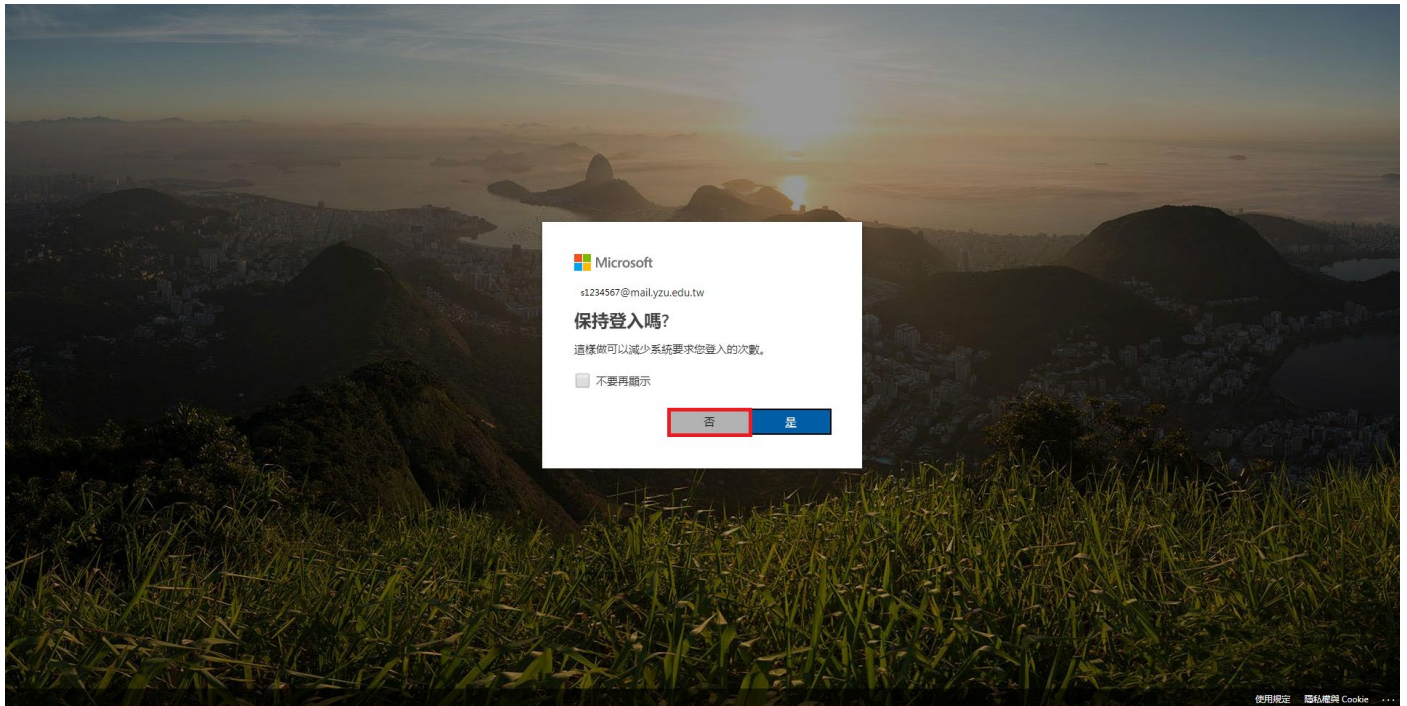 Microsoft
s1234567@mail.yzu.edu.tw
保持登入嗎?
這樣做可以減少系統要求您登入的次數。
不要再顯示
否 是
使用規定 隱私權與 Cookie ...